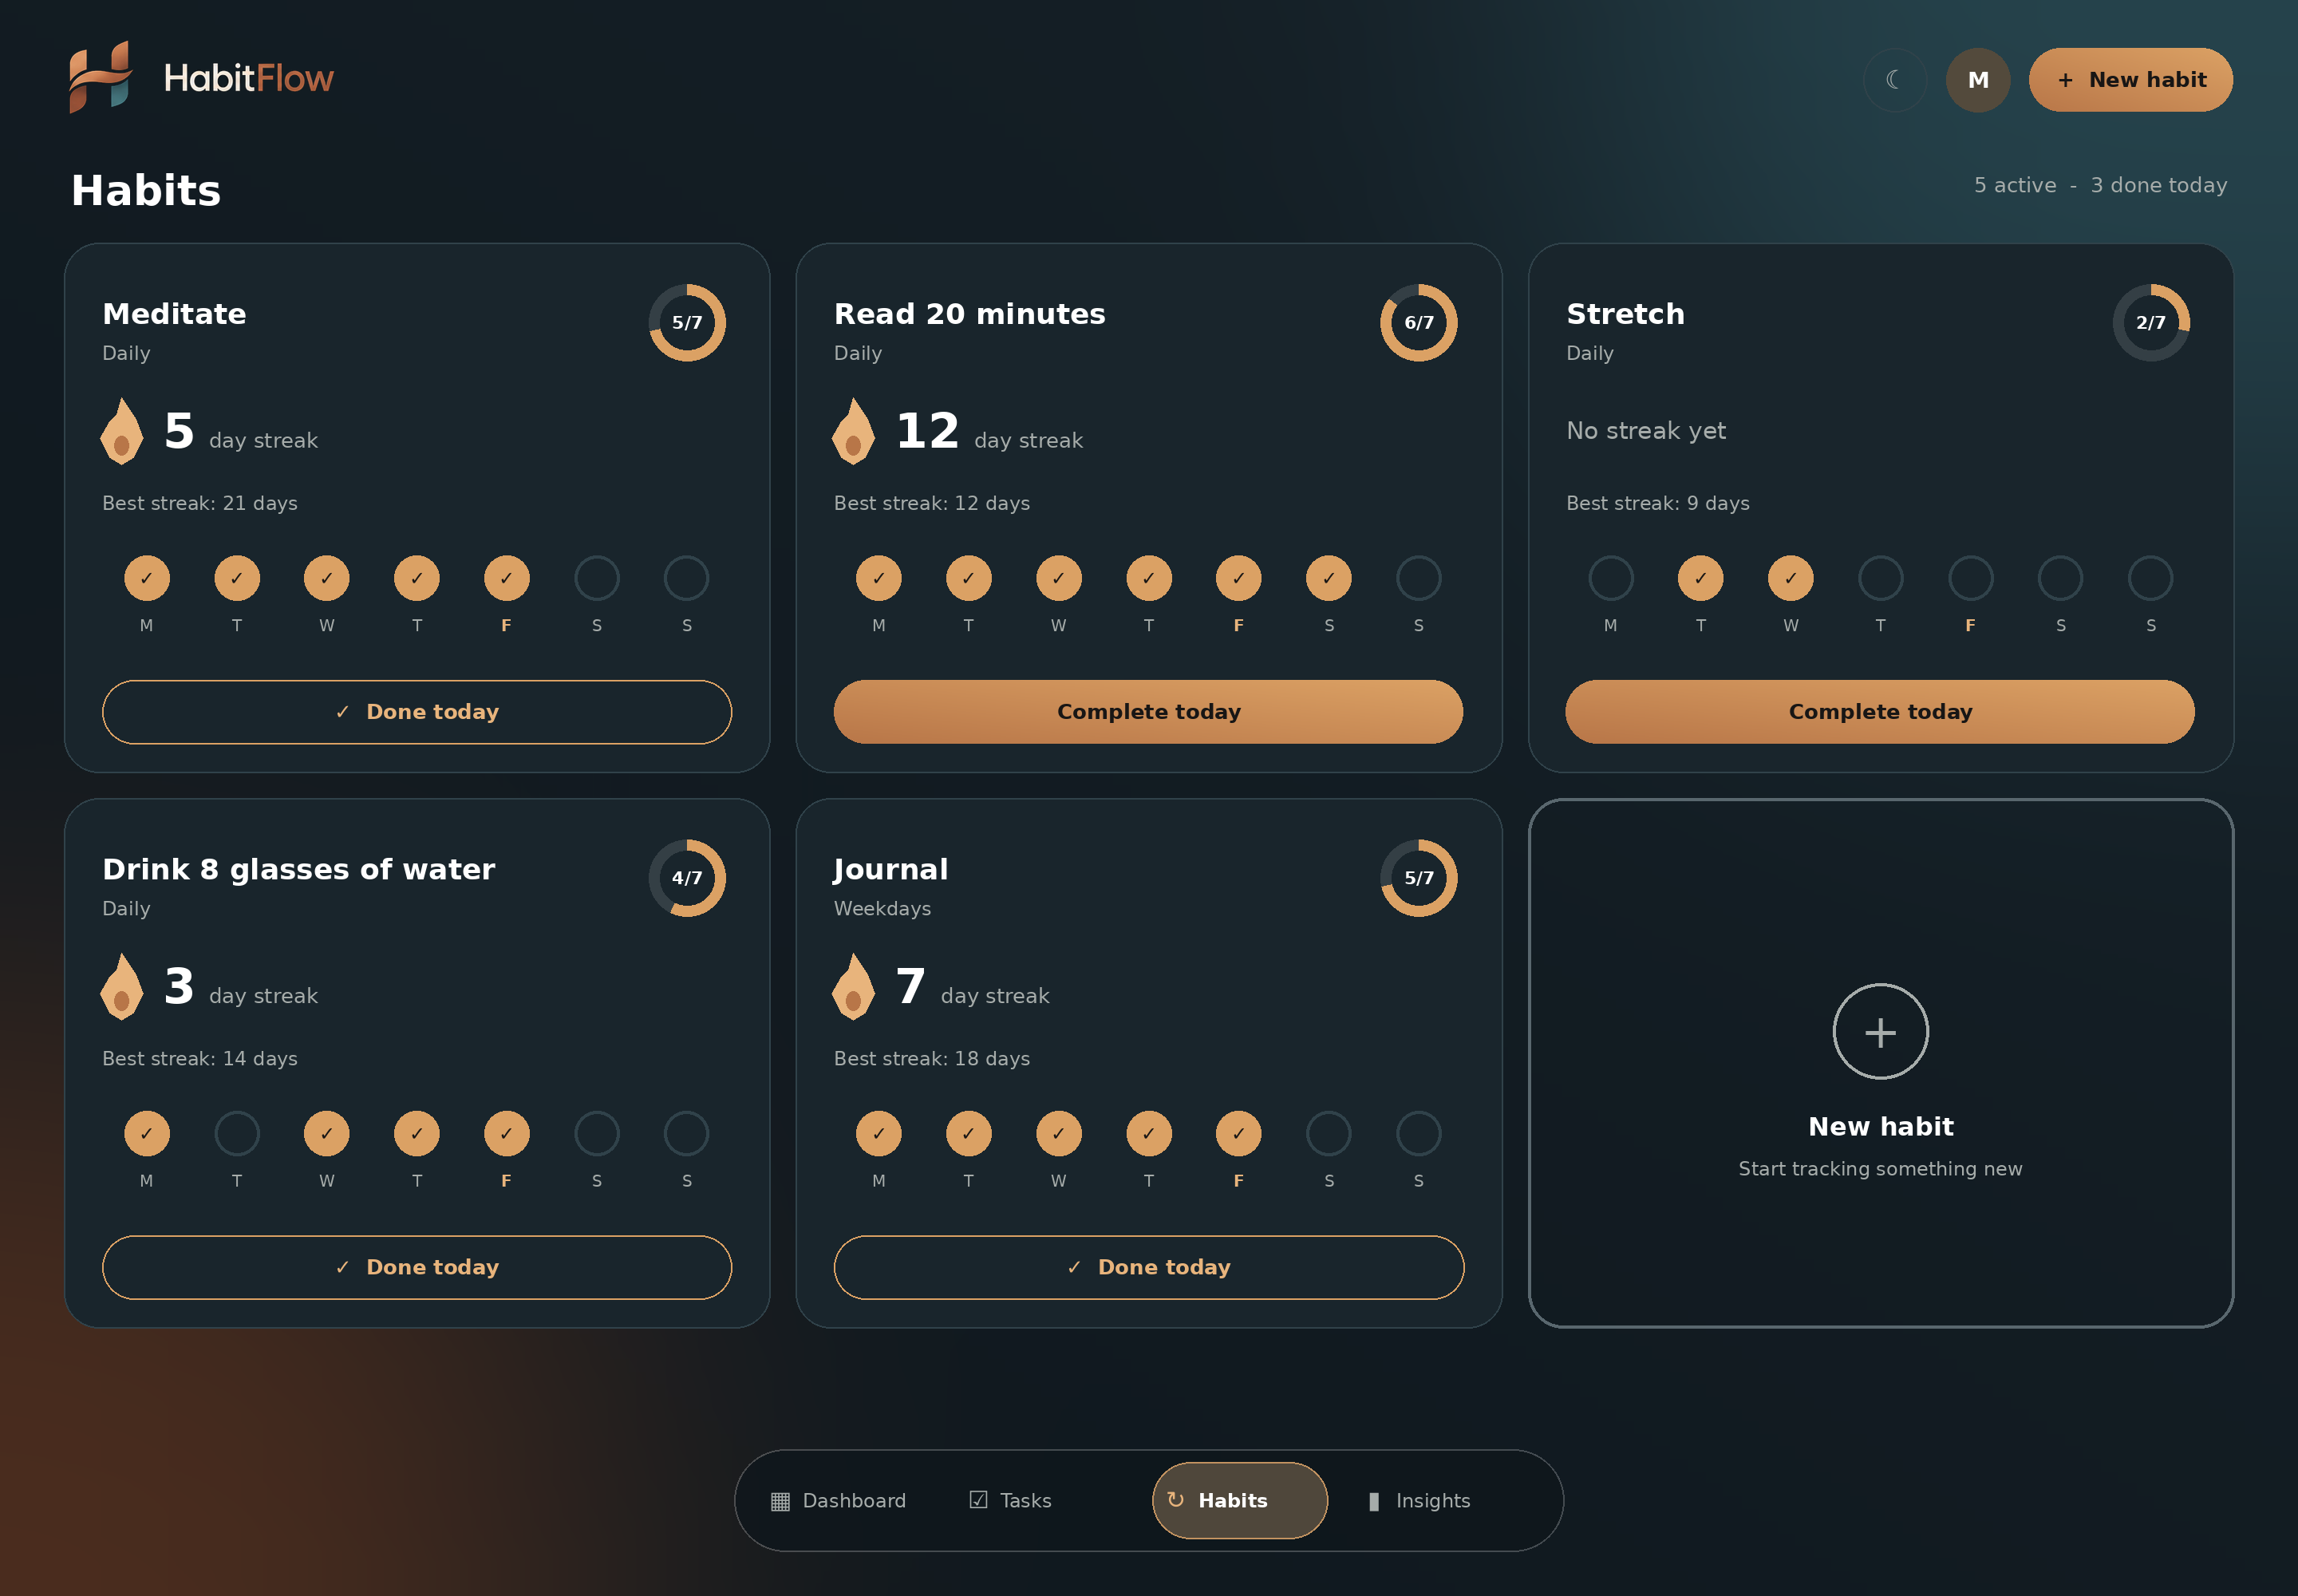 HabitFlow
☾ M + New habit
Habits
5 active - 3 done today
Meditate
5/7
Daily
5 day streak
Best streak: 21 days
✓ ✓ ✓ ✓ ✓
M T W T F S S
✓ Done today
Read 20 minutes
6/7
Daily
12 day streak
Best streak: 12 days
✓ ✓ ✓ ✓ ✓ ✓
M T W T F S S
Complete today
Stretch
2/7
Daily
No streak yet
Best streak: 9 days
✓ ✓
M T W T F S S
Complete today
Drink 8 glasses of water
4/7
Daily
3 day streak
Best streak: 14 days
✓ ✓ ✓ ✓
M T W T F S S
✓ Done today
Journal
5/7
Weekdays
7 day streak
Best streak: 18 days
✓ ✓ ✓ ✓ ✓
M T W T F S S
✓ Done today
+
New habit
Start tracking something new
▦ Dashboard ☑ Tasks ↻ Habits ▮ Insights